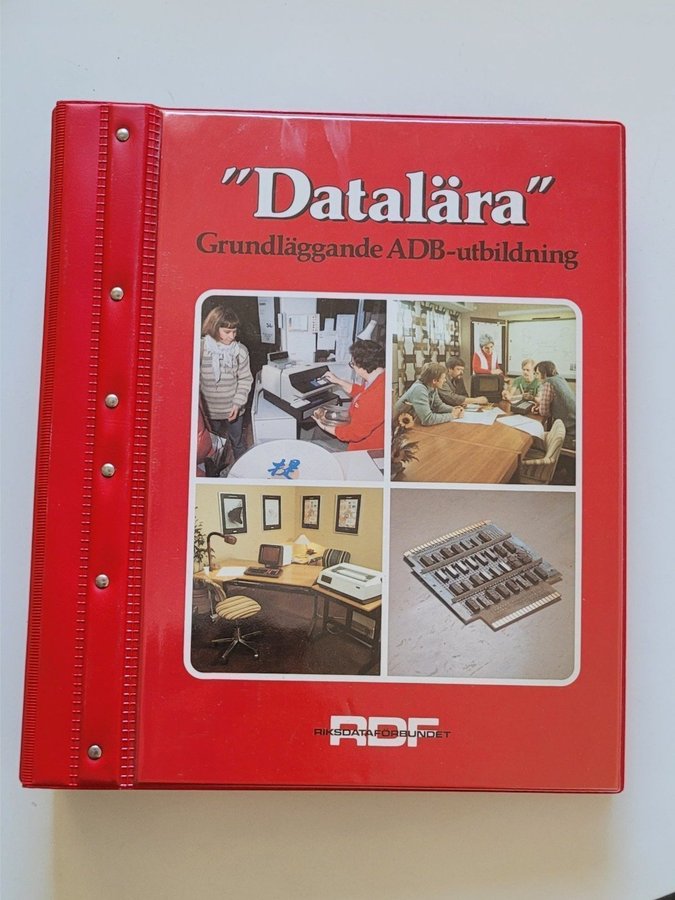 "Datalära"
Grundläggande ADB-utbildning
RDF
RIKSDATAFÖRBUNDET